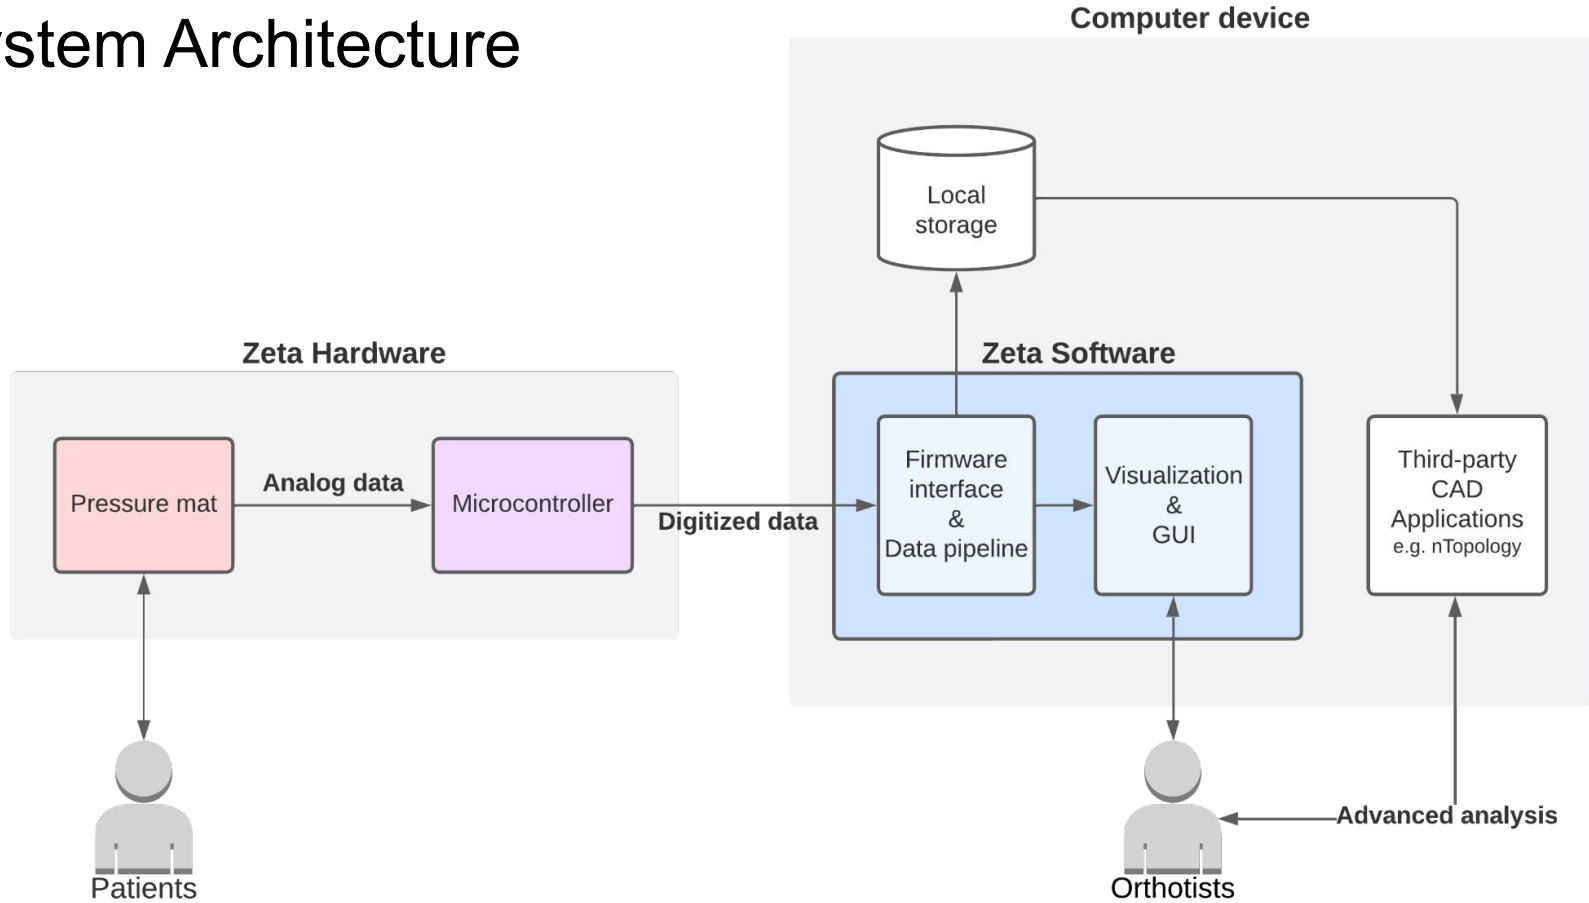 ystem Architecture
Computer device
Local
storage
Zeta Hardware
Zeta Software
Pressure mat
Analog data
Microcontroller
Digitized data
Firmware
interface
&
Data pipeline
Visualization
&
GUI
Third-party
CAD
Applications
e.g. nTopology
Advanced analysis
Patients
Orthotists